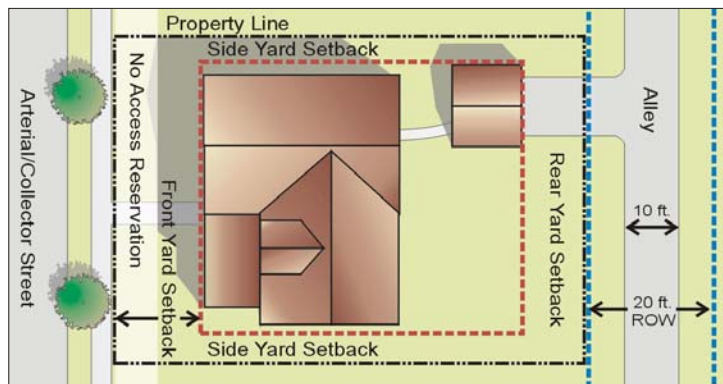 Property Line
Side Yard Setback
Arterial/Collector Street
No Access Reservation
Front Yard Setback
Rear Yard Setback
Alley
10 ft.
20 ft.
ROW
Side Yard Setback